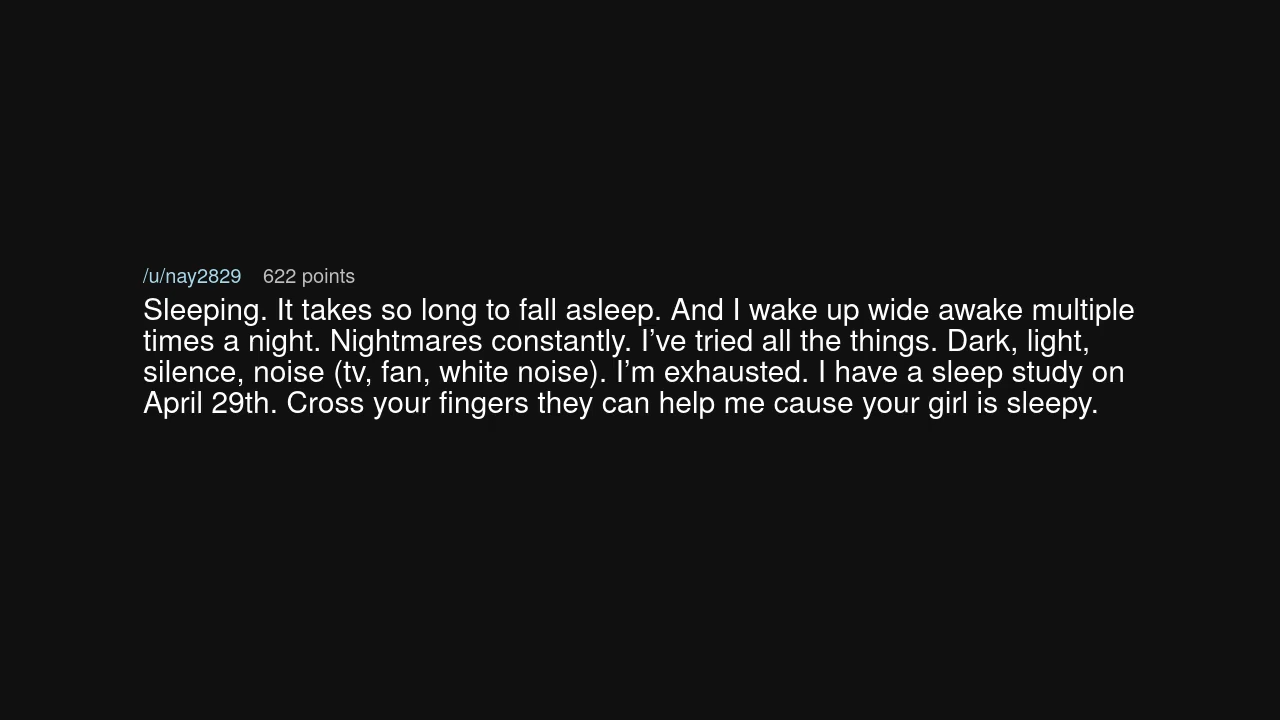 /u/nay2829 622 points
Sleeping. It takes so long to fall asleep. And I wake up wide awake multiple
times a night. Nightmares constantly. I’ve tried all the things. Dark, light,
silence, noise (tv, fan, white noise). I’m exhausted. I have a sleep study on
April 29th. Cross your fingers they can help me cause your girl is sleepy.